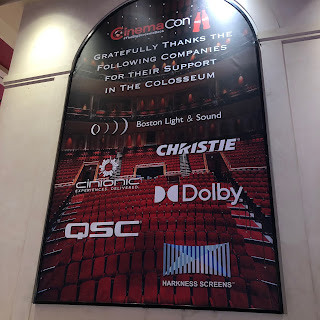 CinemaCon
Gratefully Thanks the
Following Companies
for their Support
in The Colosseum
Boston Light & Sound
CHRISTIE
CINIONIC
EXPERIENCES. DELIVERED.
Dolby
QSC
HARKNESS SCREENS